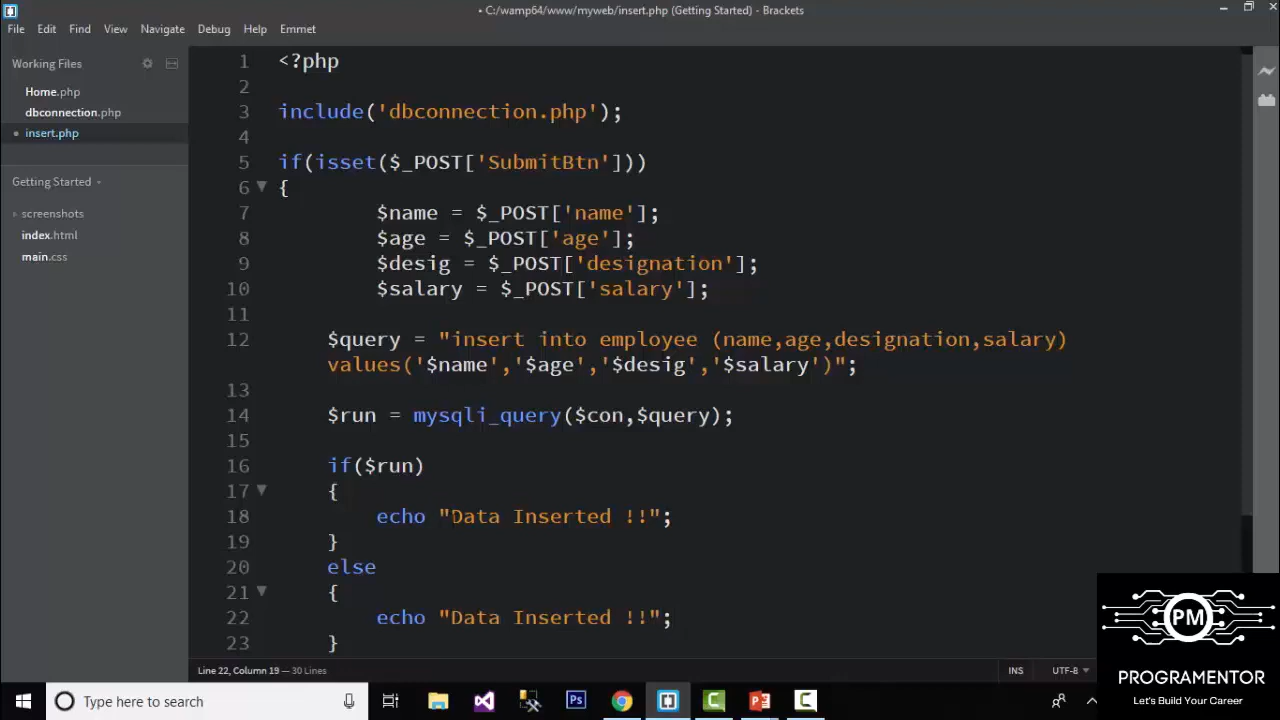 • C:/wamp64/www/myweb/insert.php (Getting Started) - Brackets
File Edit Find View Navigate Debug Help Emmet
Working Files
Home.php
dbconnection.php
insert.php
Getting Started
screenshots
index.html
main.css
1 <?php
2
3 include('dbconnection.php');
4
5 if(isset($_POST['SubmitBtn']))
6 {
7 $name = $_POST['name'];
8 $age = $_POST['age'];
9 $desig = $_POST['designation'];
10 $salary = $_POST['salary'];
11
12 $query = "insert into employee (name,age,designation,salary)
values('$name','$age','$desig','$salary')";
13
14 $run = mysqli_query($con,$query);
15
16 if($run)
17 {
18 echo "Data Inserted !!";
19 }
20 else
21 {
22 echo "Data Inserted !!";
23 }
Line 22, Column 19 — 30 Lines
INS UTF-8
PM
PROGRAMENTOR
Let's Build Your Career
Type here to search
Ps